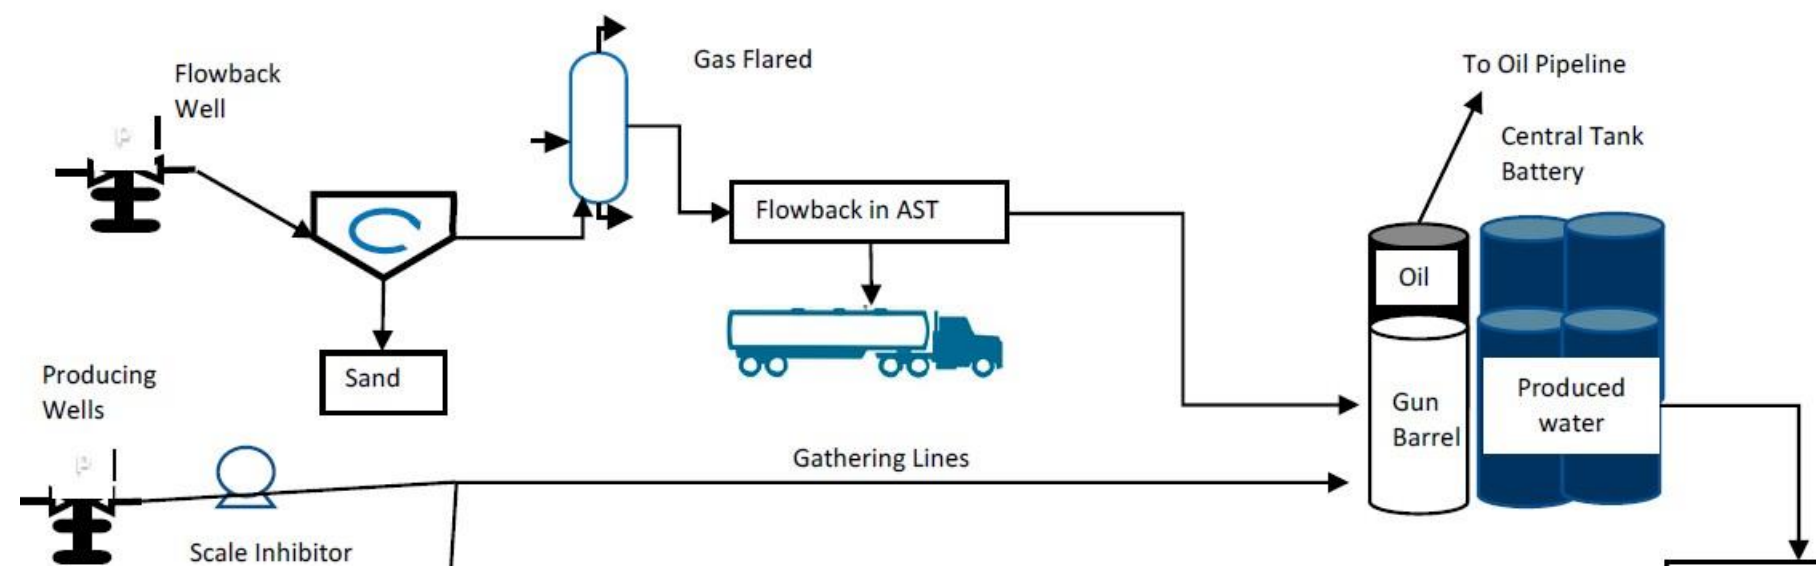 Flowback
Well
Gas Flared
To Oil Pipeline
Central Tank
Battery
Flowback in AST
Oil
Sand
Producing
Wells
Produced
water
Gun
Barrel
Gathering Lines
Scale Inhibitor